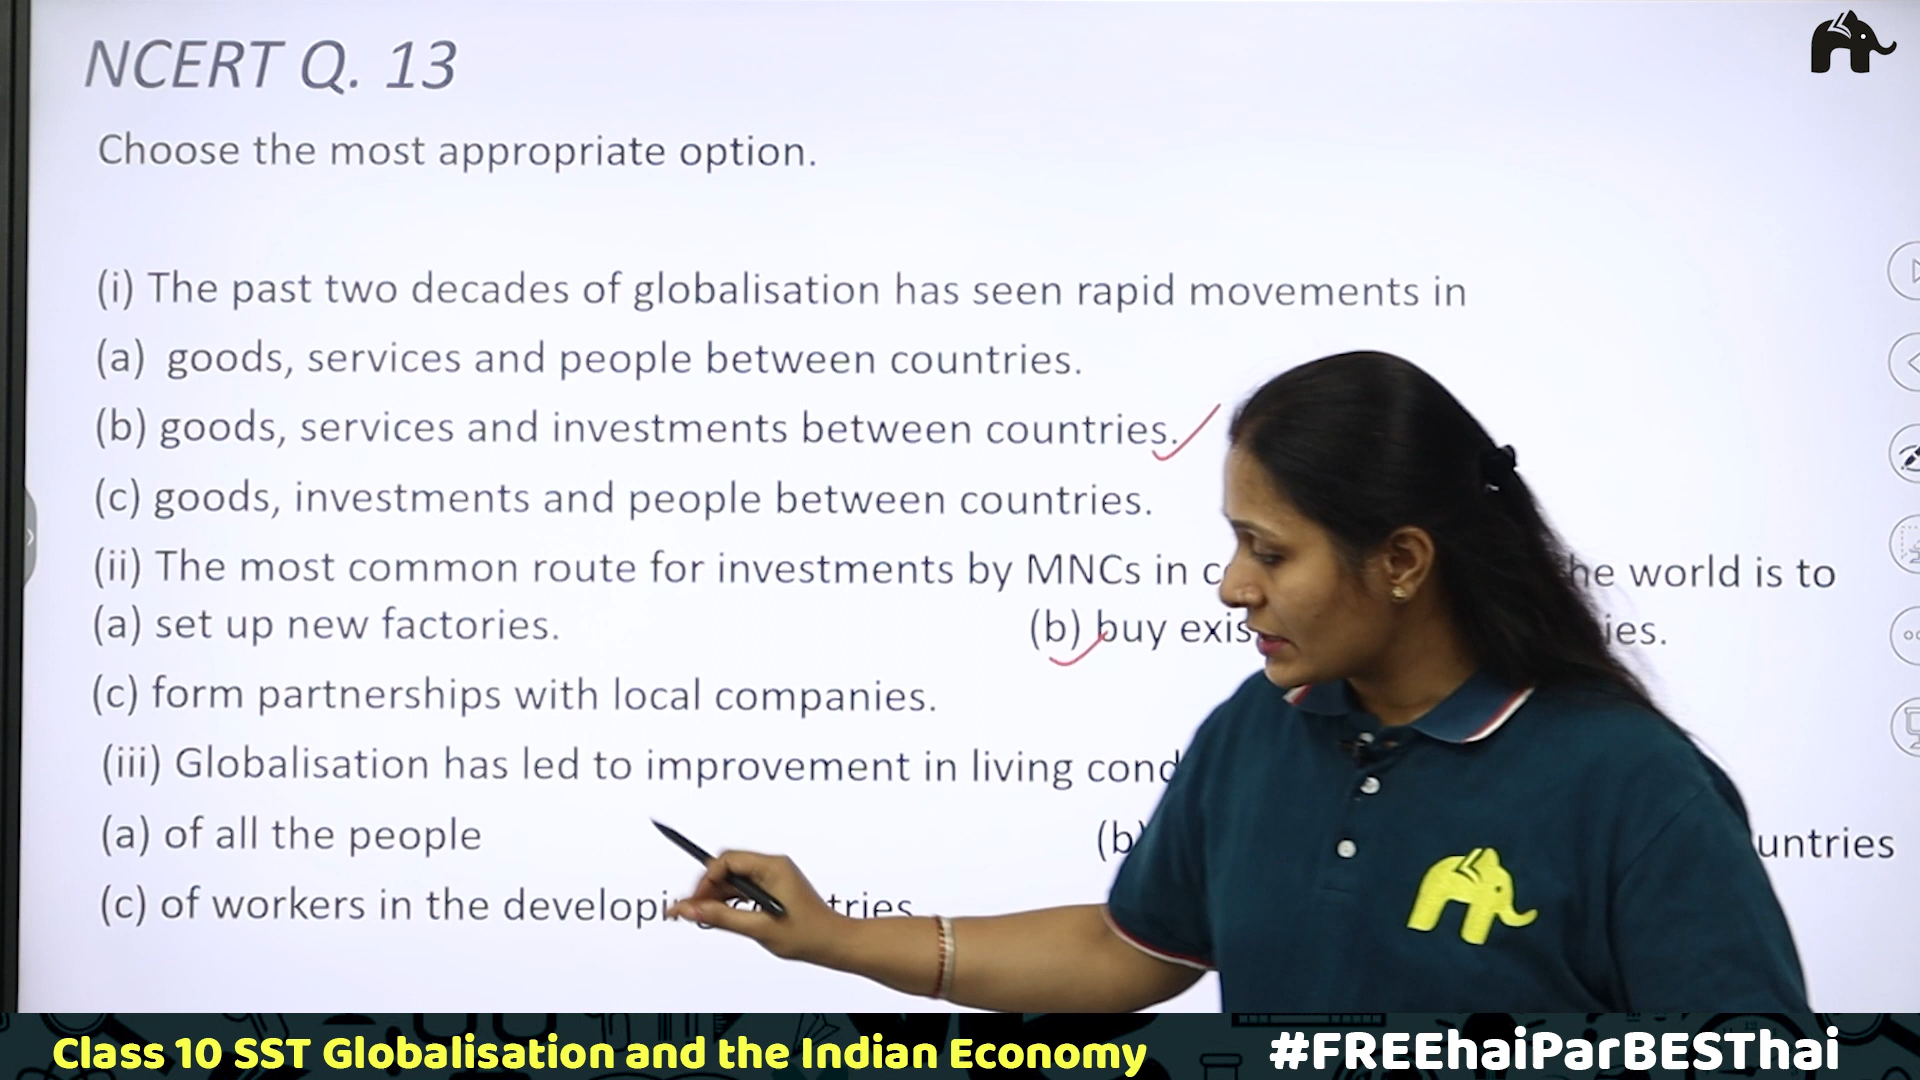 NCERT Q. 13
Choose the most appropriate option.
(i) The past two decades of globalisation has seen rapid movements in
(a) goods, services and people between countries.
(b) goods, services and investments between countries.
(c) goods, investments and people between countries.
(ii) The most common route for investments by MNCs in he world is to
(a) set up new factories. (b) buy exis ies.
(c) form partnerships with local companies.
(iii) Globalisation has led to improvement in living cond
(a) of all the people (b) untries
(c) of workers in the developi tries
Class 10 SST Globalisation and the Indian Economy #FREEhaiParBESThai